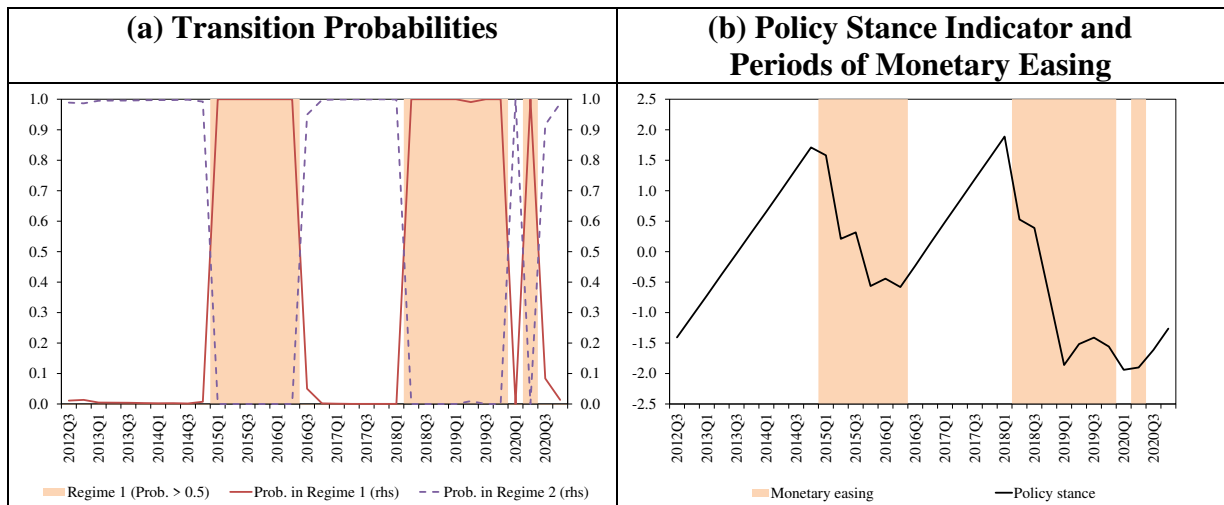 (a) Transition Probabilities
(b) Policy Stance Indicator and
Periods of Monetary Easing
1.0
0.9
0.8
0.7
0.6
0.5
0.4
0.3
0.2
0.1
0.0
1.0
0.9
0.8
0.7
0.6
0.5
0.4
0.3
0.2
0.1
0.0
2012Q3
2013Q1
2013Q3
2014Q1
2014Q3
2015Q1
2015Q3
2016Q1
2016Q3
2017Q1
2017Q3
2018Q1
2018Q3
2019Q1
2019Q3
2020Q1
2020Q3
Regime 1 (Prob. > 0.5)
Prob. in Regime 1 (rhs)
Prob. in Regime 2 (rhs)
2.5
2.0
1.5
1.0
0.5
0.0
-0.5
-1.0
-1.5
-2.0
-2.5
2012Q3
2013Q1
2013Q3
2014Q1
2014Q3
2015Q1
2015Q3
2016Q1
2016Q3
2017Q1
2017Q3
2018Q1
2018Q3
2019Q1
2019Q3
2020Q1
2020Q3
Monetary easing
Policy stance